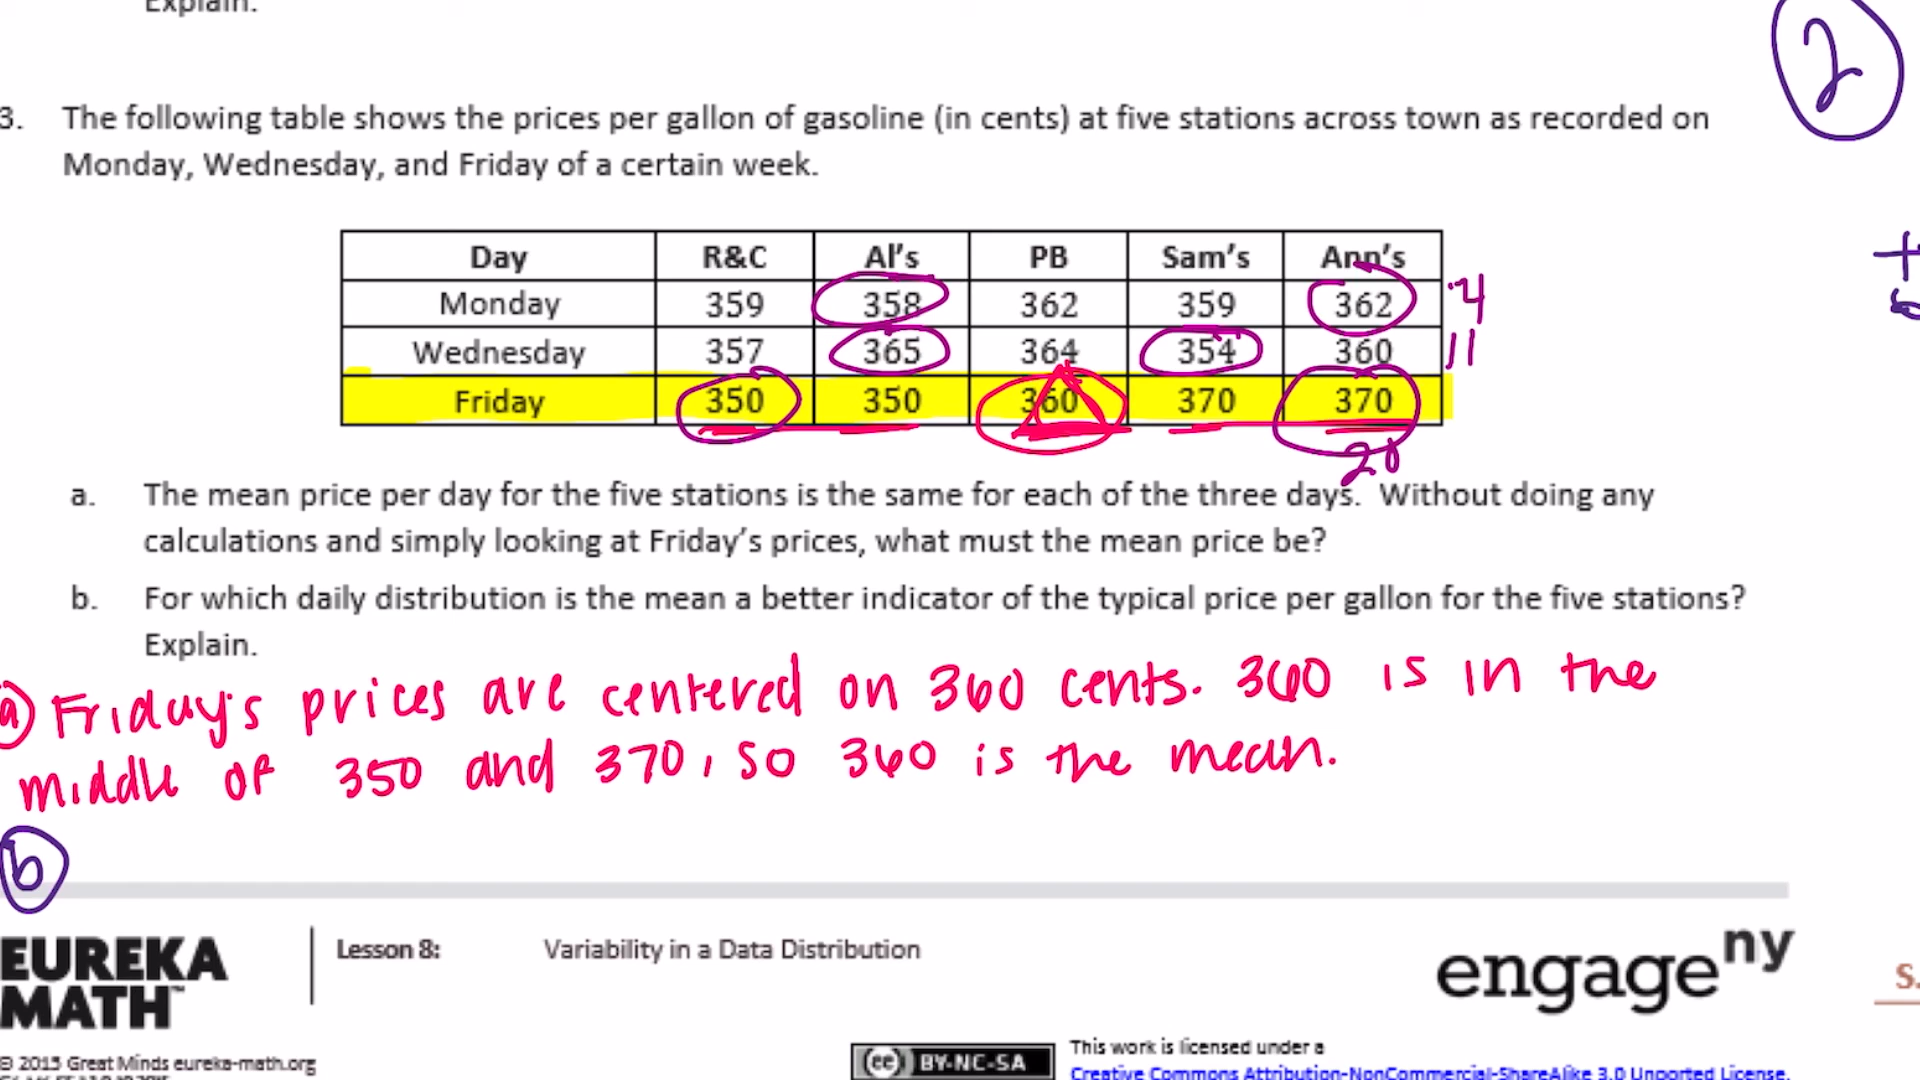 Explain.
2
3. The following table shows the prices per gallon of gasoline (in cents) at five stations across town as recorded on
Monday, Wednesday, and Friday of a certain week.
Day R&C Al's PB Sam's Ann's
Monday 359 358 362 359 362 4
Wednesday 357 365 364 354 360 11
Friday 350 350 360 370 370
20
a. The mean price per day for the five stations is the same for each of the three days. Without doing any
calculations and simply looking at Friday's prices, what must the mean price be?
b. For which daily distribution is the mean a better indicator of the typical price per gallon for the five stations?
Explain.
a) Friday's prices are centered on 360 cents. 360 is in the
middle of 350 and 370, so 360 is the mean.
b
EUREKA
MATH™
Lesson 8: Variability in a Data Distribution
engage ny
S.
© 2015 Great Minds eureka-math.org
cc BY-NC-SA
This work is licensed under a
Creative Commons Attribution-NonCommercial-ShareAlike 3.0 Unported License.